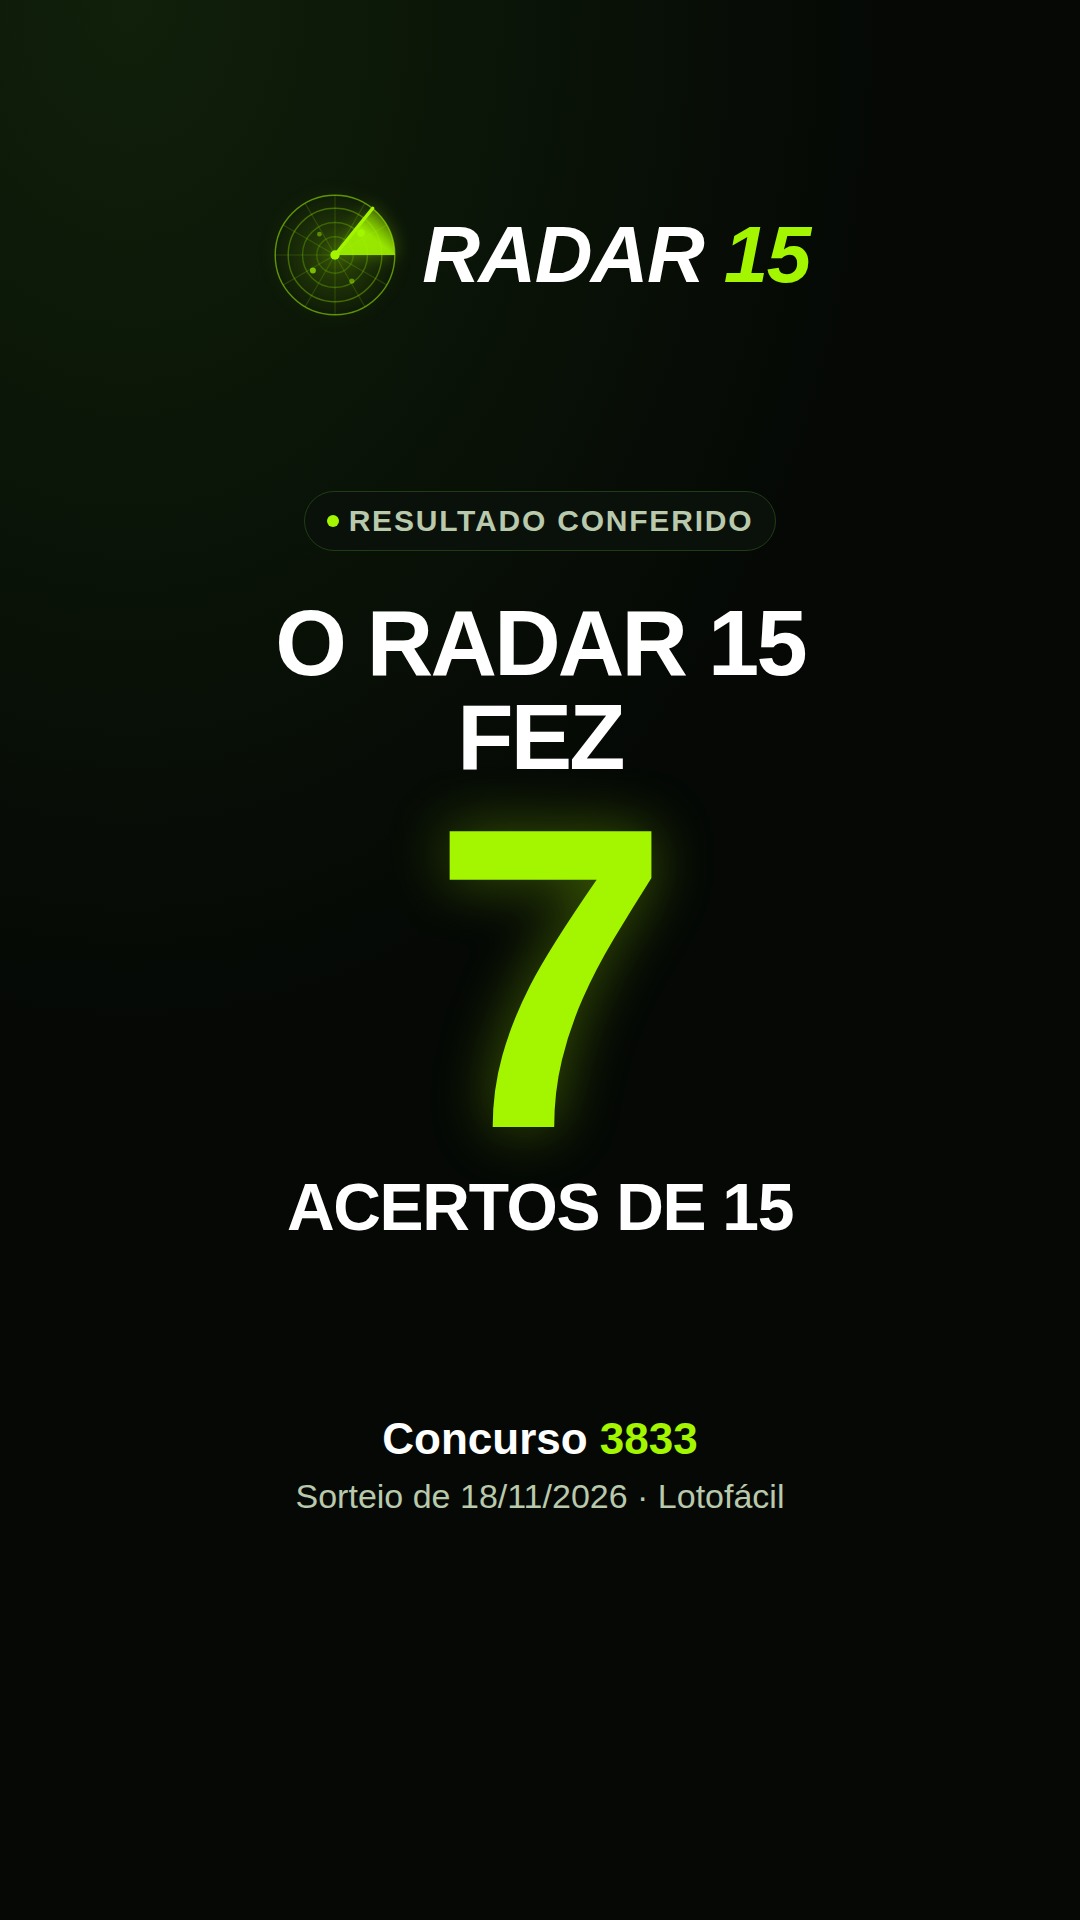 RADAR 15
RESULTADO CONFERIDO
O RADAR 15
FEZ
7
ACERTOS DE 15
Concurso 3833
Sorteio de 18/11/2026 · Lotofácil